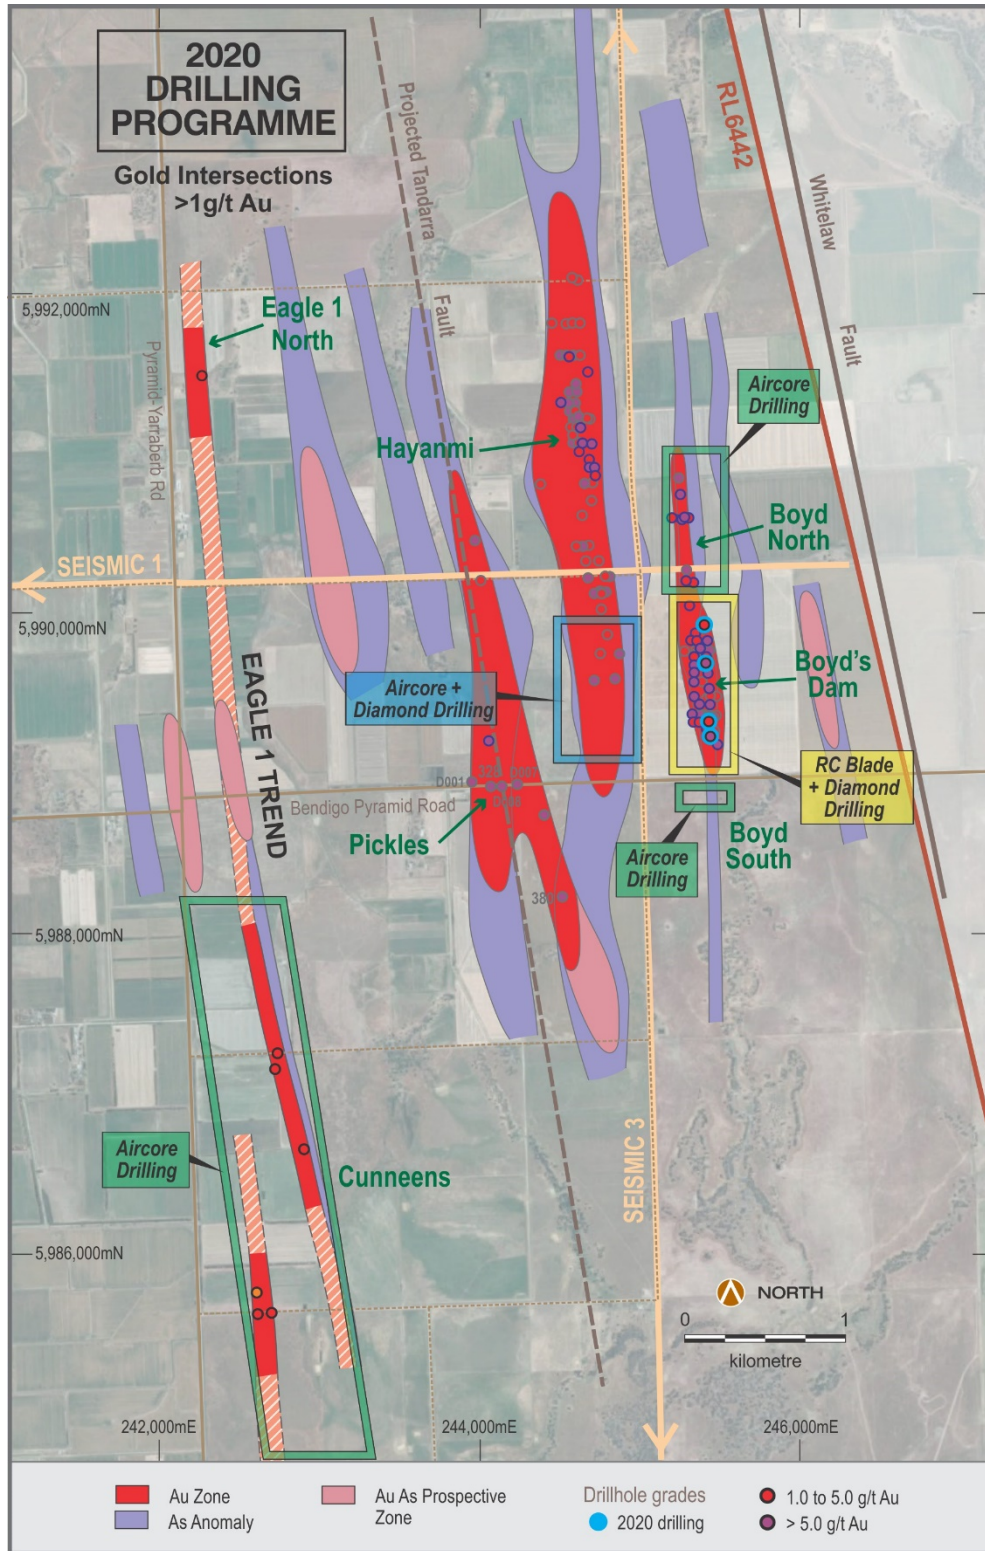 2020
DRILLING
PROGRAMME
Gold Intersections
>1g/t Au
Projected Tandarra
Fault
RL6442
Whitelaw
Fault
5,992,000mN
Eagle 1
North
Pyramid-Yarraberb Rd
Hayanmi
Aircore
Drilling
Boyd
North
SEISMIC 1
5,990,000mN
EAGLE 1 TREND
Aircore +
Diamond Drilling
Boyd's
Dam
D001
328
D007
Bendigo Pyramid Road
Pickles
RC Blade
+ Diamond
Drilling
Boyd
South
Aircore
Drilling
380
5,988,000mN
Aircore
Drilling
Cunneens
SEISMIC 3
5,986,000mN
NORTH
0 1
kilometre
242,000mE
244,000mE
246,000mE
Au Zone
As Anomaly
Au As Prospective
Zone
Drillhole grades
2020 drilling
1.0 to 5.0 g/t Au
> 5.0 g/t Au